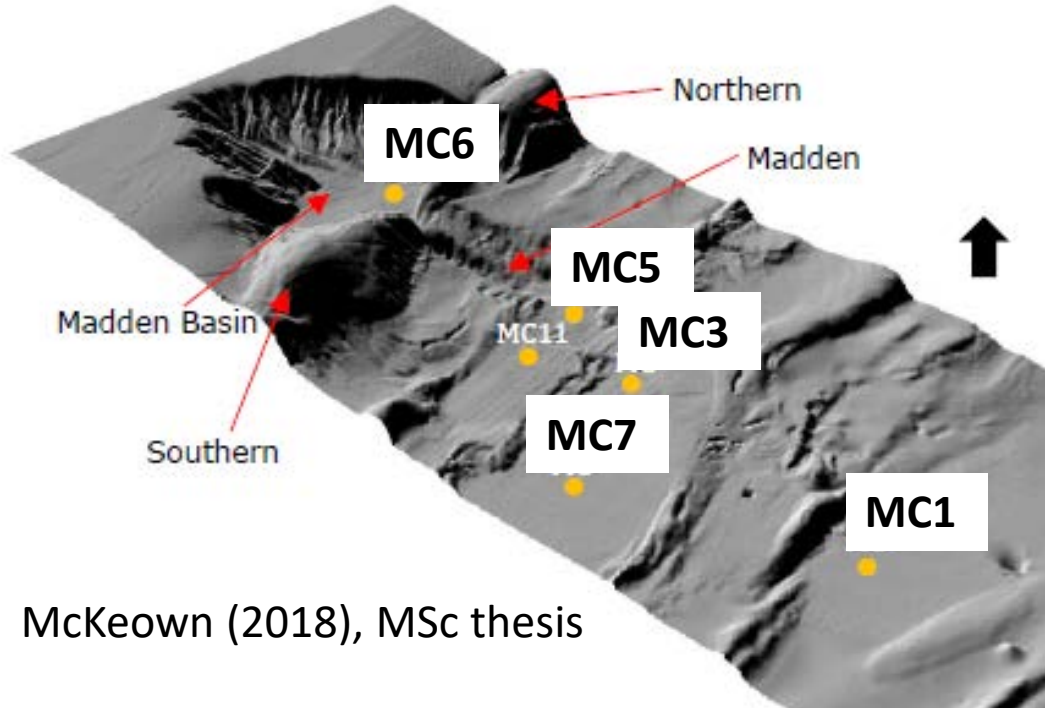 Northern
MC6
Madden
MC5
Madden Basin
MC11
MC3
Southern
MC7
MC1
McKeown (2018), MSc thesis